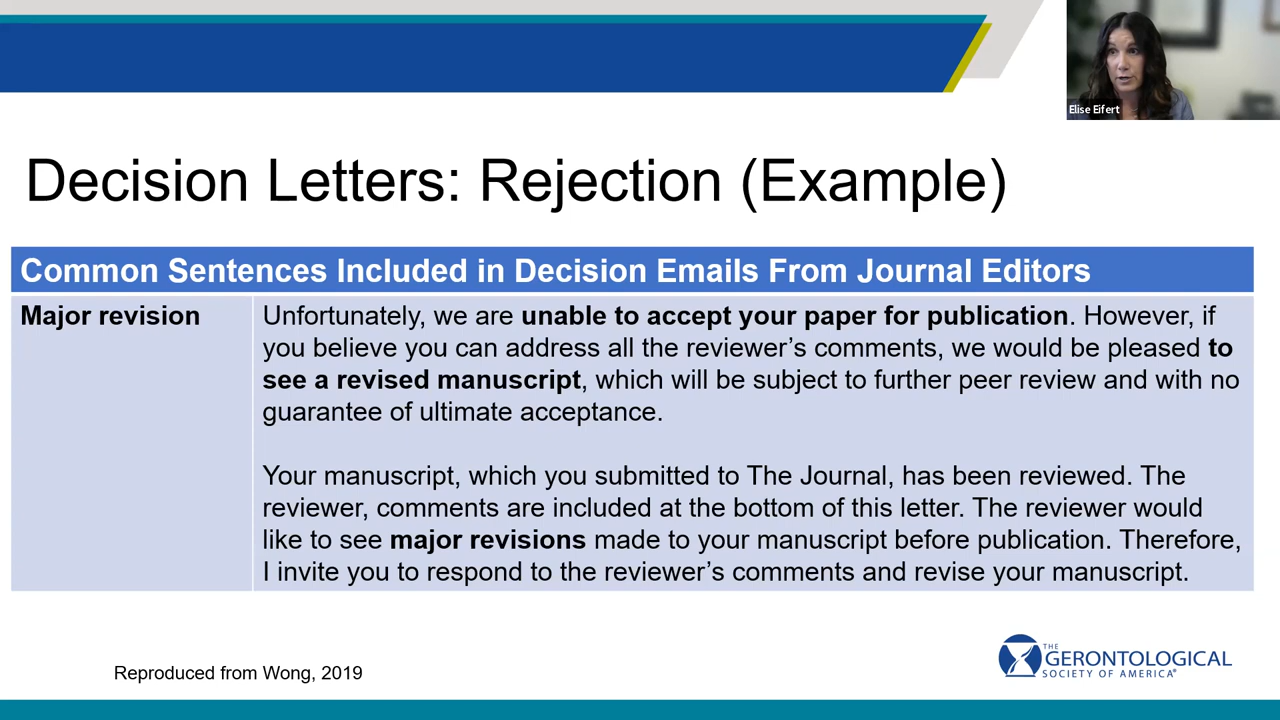 Elise Eifert
Decision Letters: Rejection (Example)
Common Sentences Included in Decision Emails From Journal Editors
Major revision
Unfortunately, we are unable to accept your paper for publication. However, if
you believe you can address all the reviewer’s comments, we would be pleased to
see a revised manuscript, which will be subject to further peer review and with no
guarantee of ultimate acceptance.
Your manuscript, which you submitted to The Journal, has been reviewed. The
reviewer, comments are included at the bottom of this letter. The reviewer would
like to see major revisions made to your manuscript before publication. Therefore,
I invite you to respond to the reviewer’s comments and revise your manuscript.
Reproduced from Wong, 2019
THE
GERONTOLOGICAL
SOCIETY OF AMERICA®